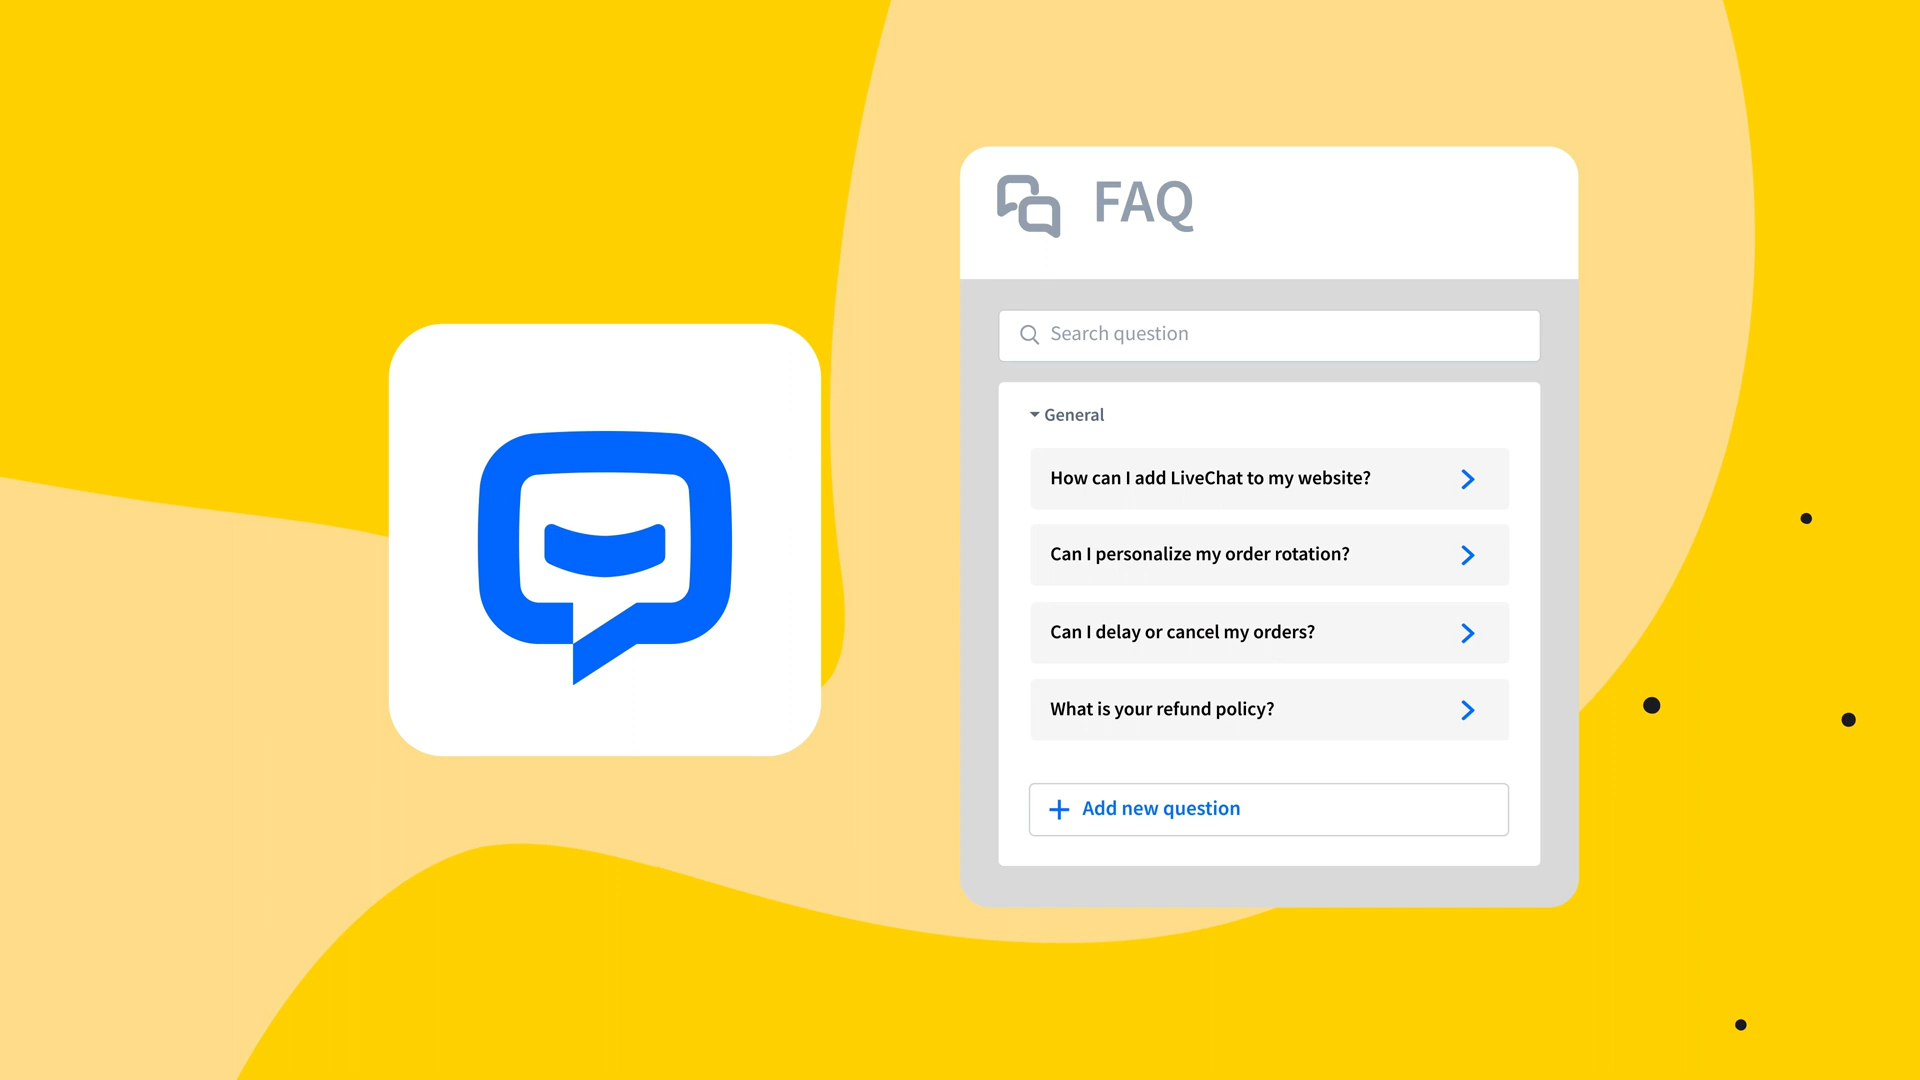 FAQ
Search question
General
How can I add LiveChat to my website?
Can I personalize my order rotation?
Can I delay or cancel my orders?
What is your refund policy?
Add new question